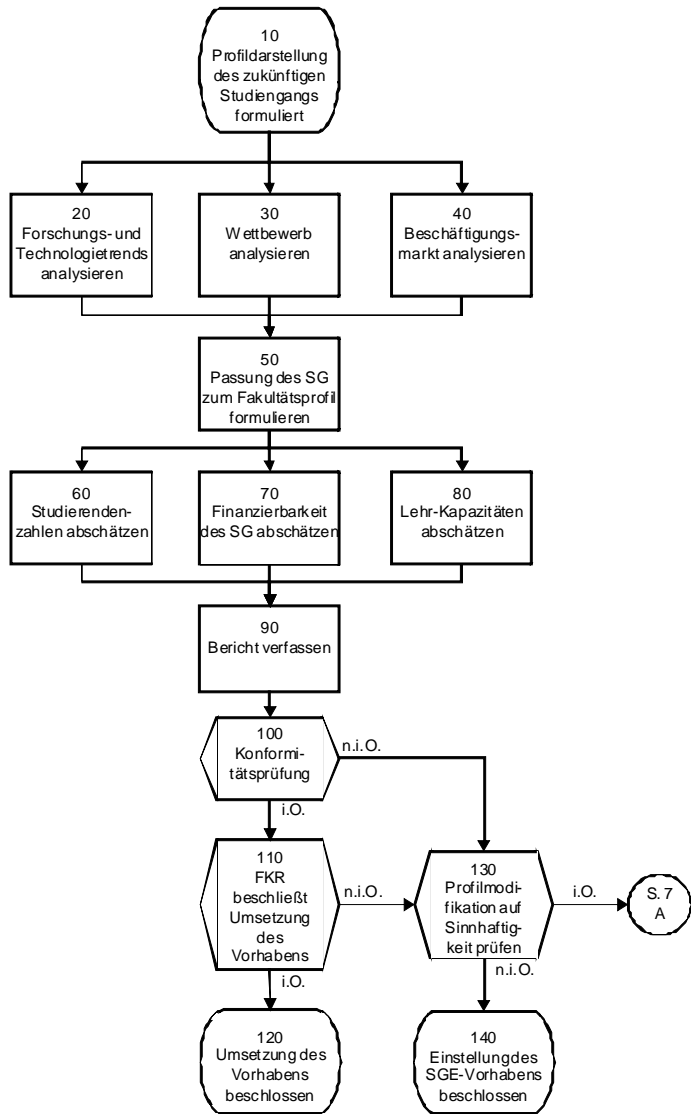 10
Profildarstellung
des zukünftigen
Studiengangs
formuliert
20
Forschungs- und
Technologietrends
analysieren
30
Wettbewerb
analysieren
40
Beschäftigungs-
markt analysieren
50
Passung des SG
zum Fakultätsprofil
formulieren
60
Studierenden-
zahlen abschätzen
70
Finanzierbarkeit
des SG abschätzen
80
Lehr-Kapazitäten
abschätzen
90
Bericht verfassen
100
Konformi-
tätsprüfung
n.i.O.
i.O.
110
FKR
beschließt
Umsetzung
des
Vorhabens
n.i.O.
130
Profilmodi-
fikation auf
Sinnhaftig-
keit prüfen
i.O.
S. 7
A
i.O.
n.i.O.
120
Umsetzung des
Vorhabens
beschlossen
140
Einstellung des
SGE-Vorhabens
beschlossen